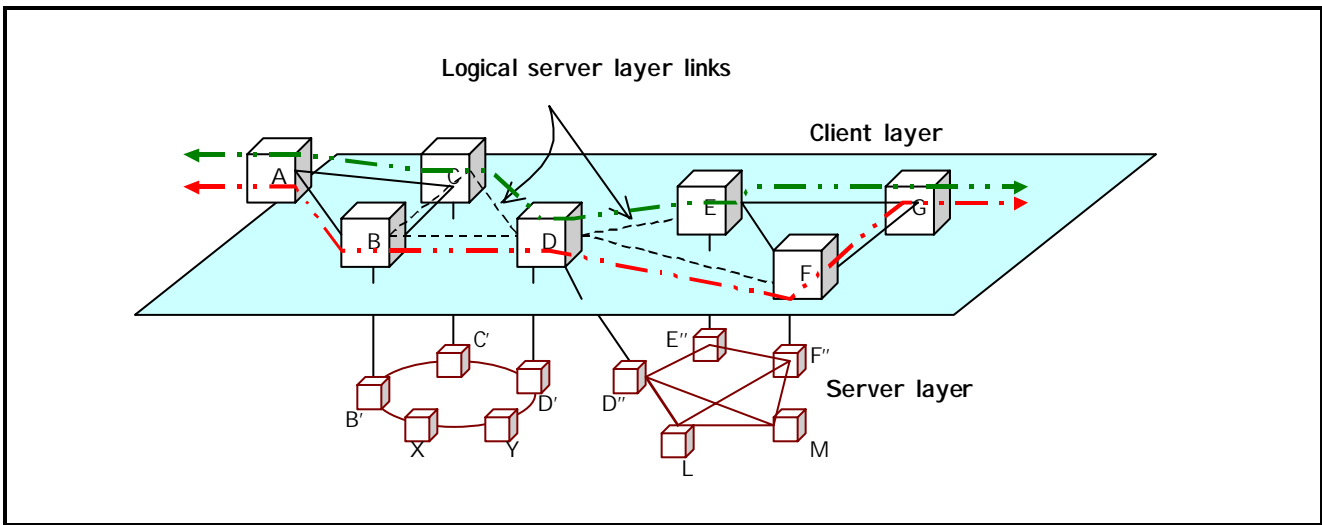 Logical server layer links
Client layer
A
C
B
D
E
F
G
C′
E″
F″
B′
D′
D″
Server layer
X
Y
L
M